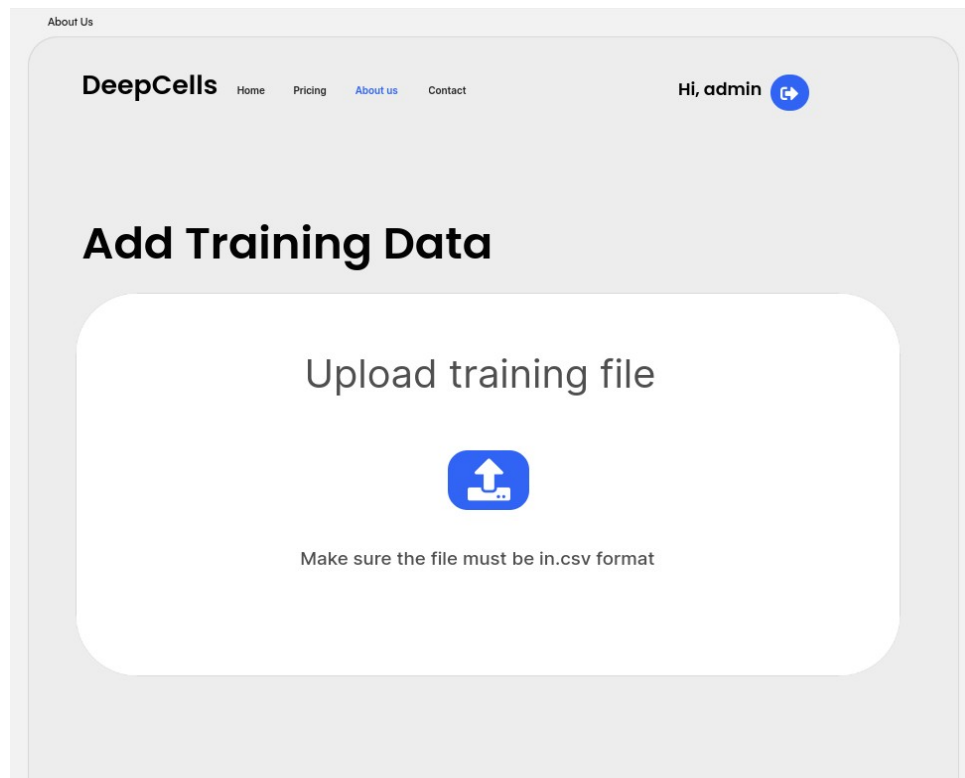 About Us
DeepCells Home Pricing About us Contact Hi, admin
Add Training Data
Upload training file
Make sure the file must be in.csv format